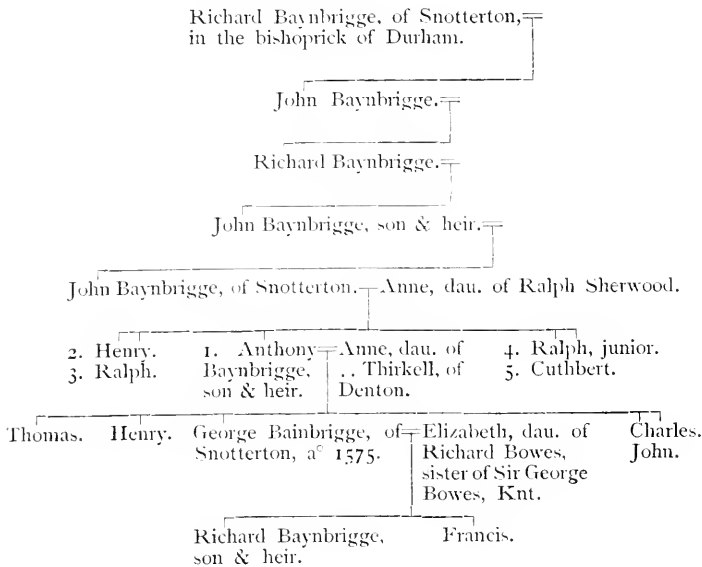 Richard Baynbrigge, of Snotterton,
in the bishoprick of Durham.
John Baynbrigge.
Richard Baynbrigge.
John Baynbrigge, son & heir.
John Baynbrigge, of Snotterton. Anne, dau. of Ralph Sherwood.
2. Henry.
3. Ralph.
1. Anthony
Baynbrigge,
son & heir.
Anne, dau. of
.. Thirkell, of
Denton.
4. Ralph, junior.
5. Cuthbert.
Thomas.
Henry.
George Bainbrigge, of
Snotterton, a° 1575.
Elizabeth, dau. of
Richard Bowes,
sister of Sir George
Bowes, Knt.
Charles.
John.
Richard Baynbrigge,
son & heir.
Francis.